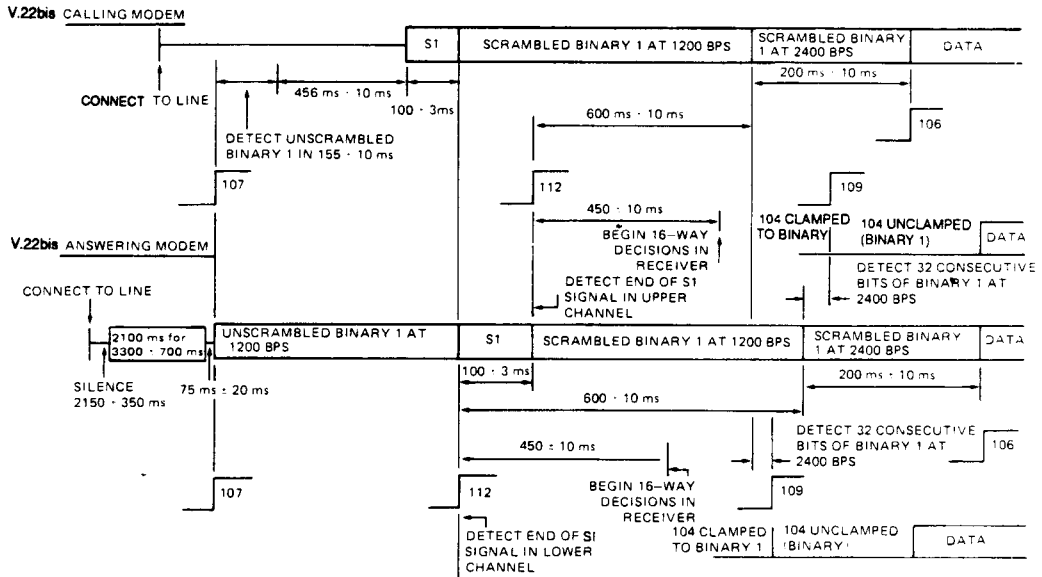 V.22bis CALLING MODEM
S1
SCRAMBLED BINARY 1 AT 1200 BPS
SCRAMBLED BINARY
1 AT 2400 BPS
DATA
CONNECT TO LINE
456 ms · 10 ms
100 · 3ms
200 ms · 10 ms
600 ms · 10 ms
DETECT UNSCRAMBLED
BINARY 1 IN 155 · 10 ms
106
107
112
109
450 · 10 ms
BEGIN 16-WAY
DECISIONS IN
RECEIVER
104 CLAMPED
TO BINARY
104 UNCLAMPED
(BINARY 1)
DATA
V.22bis ANSWERING MODEM
DETECT END OF S1
SIGNAL IN UPPER
CHANNEL
DETECT 32 CONSECUTIVE
BITS OF BINARY 1 AT
2400 BPS
CONNECT TO LINE
2100 ms for
3300 ± 700 ms
UNSCRAMBLED BINARY 1 AT
1200 BPS
S1
SCRAMBLED BINARY 1 AT 1200 BPS
SCRAMBLED BINARY
1 AT 2400 BPS
DATA
SILENCE
2150 · 350 ms
75 ms ± 20 ms
100 · 3 ms
200 ms · 10 ms
600 · 10 ms
450 ± 10 ms
DETECT 32 CONSECUTIVE
BITS OF BINARY 1 AT
2400 BPS
106
107
112
BEGIN 16-WAY
DECISIONS IN
RECEIVER
109
DETECT END OF S1
SIGNAL IN LOWER
CHANNEL
104 CLAMPED
TO BINARY 1
104 UNCLAMPED
(BINARY)
DATA